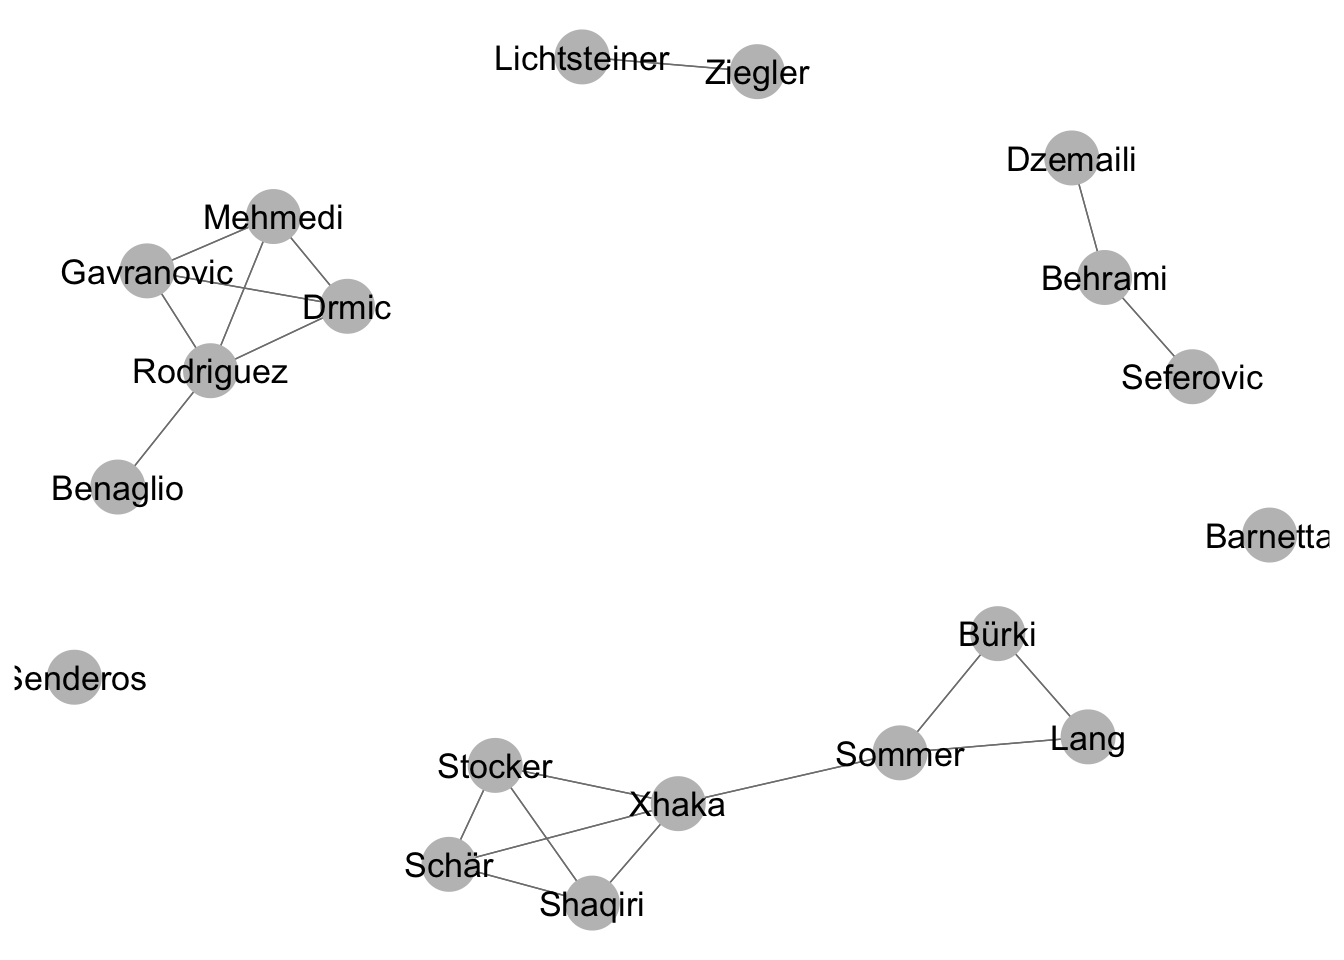 Lichtsteiner
Ziegler
Dzemaili
Mehmedi
Gavranovic
Behrami
Drmic
Rodriguez
Seferovic
Benaglio
Barnetta
Bürki
Senderos
Lang
Sommer
Stocker
Xhaka
Schär
Shaqiri